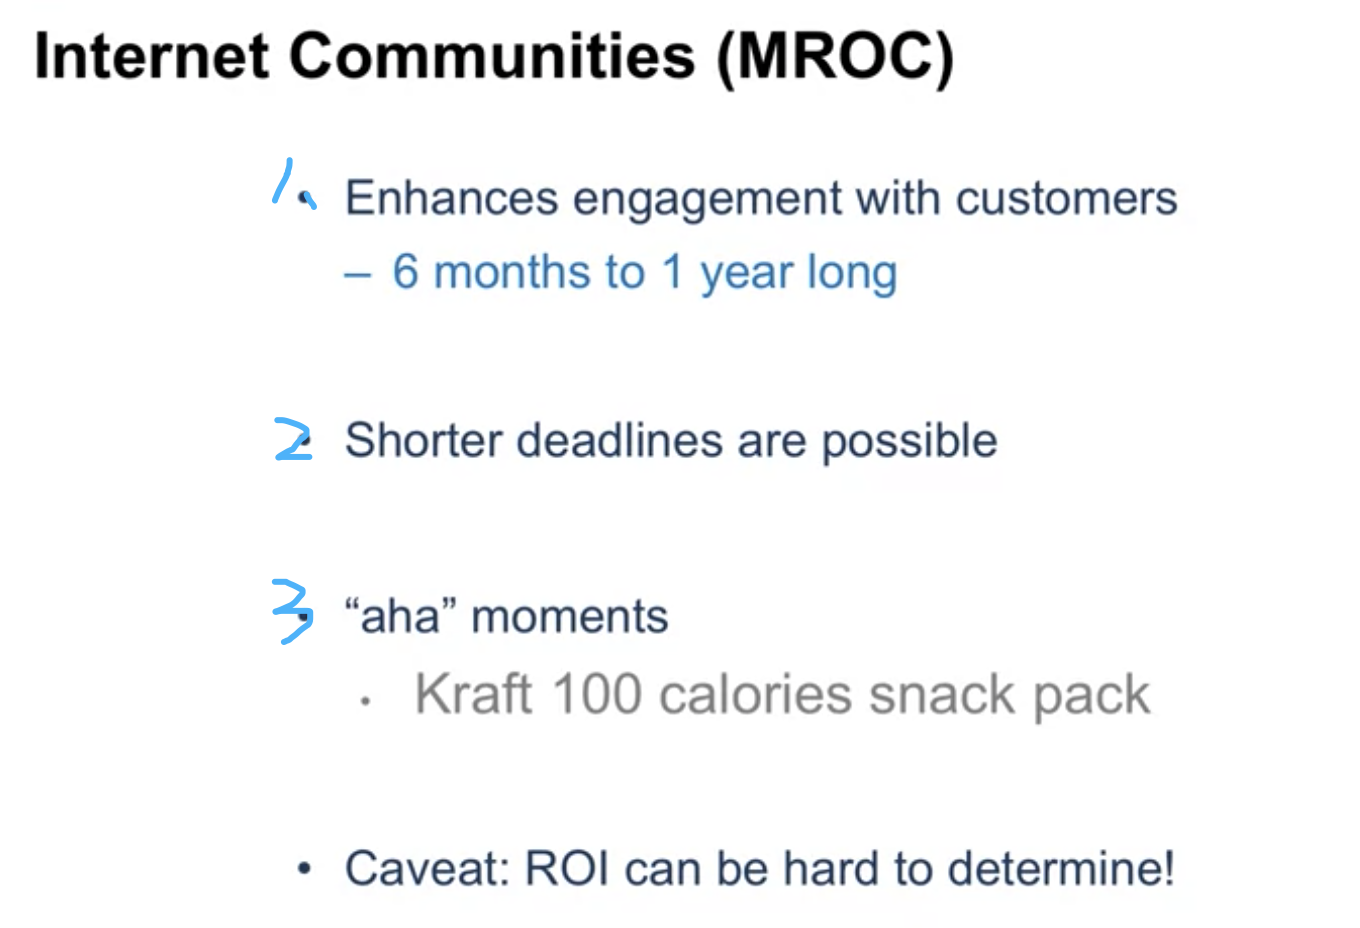 Internet Communities (MROC)
1. Enhances engagement with customers
– 6 months to 1 year long
2 • Shorter deadlines are possible
3 • “aha” moments
• Kraft 100 calories snack pack
• Caveat: ROI can be hard to determine!